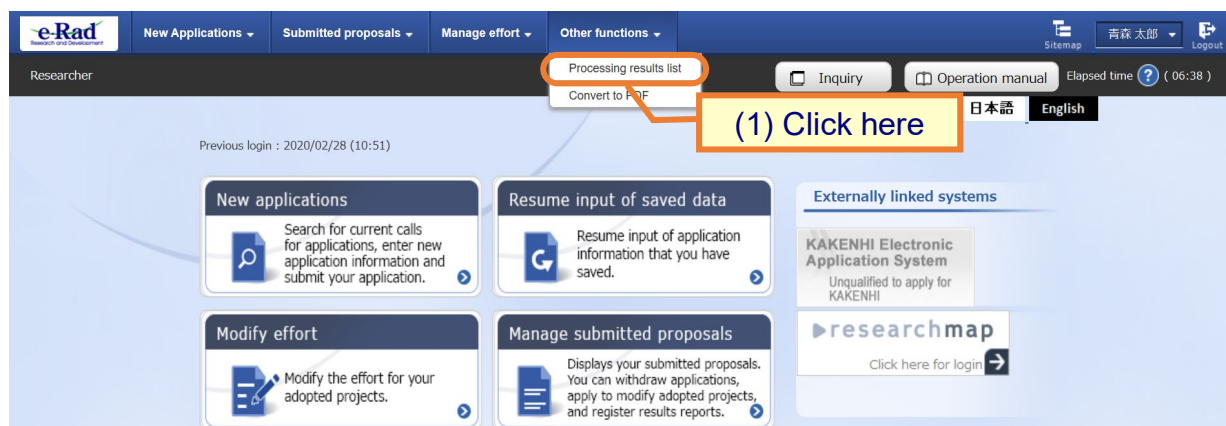 e-Rad
Research and Development
New Applications
Submitted proposals
Manage effort
Other functions
Sitemap
青森 太郎
Logout
Researcher
Processing results list
Convert to PDF
Inquiry
Operation manual
Elapsed time ? ( 06:38 )
(1) Click here
日本語
English
Previous login : 2020/02/28 (10:51)
New applications
Search for current calls
for applications, enter new
application information and
submit your application.
Resume input of saved data
Resume input of application
information that you have
saved.
Externally linked systems
KAKENHI Electronic
Application System
Unqualified to apply for
KAKENHI
Modify effort
Modify the effort for your
adopted projects.
Manage submitted proposals
Displays your submitted proposals.
You can withdraw applications,
apply to modify adopted projects,
and register results reports.
researchmap
Click here for login